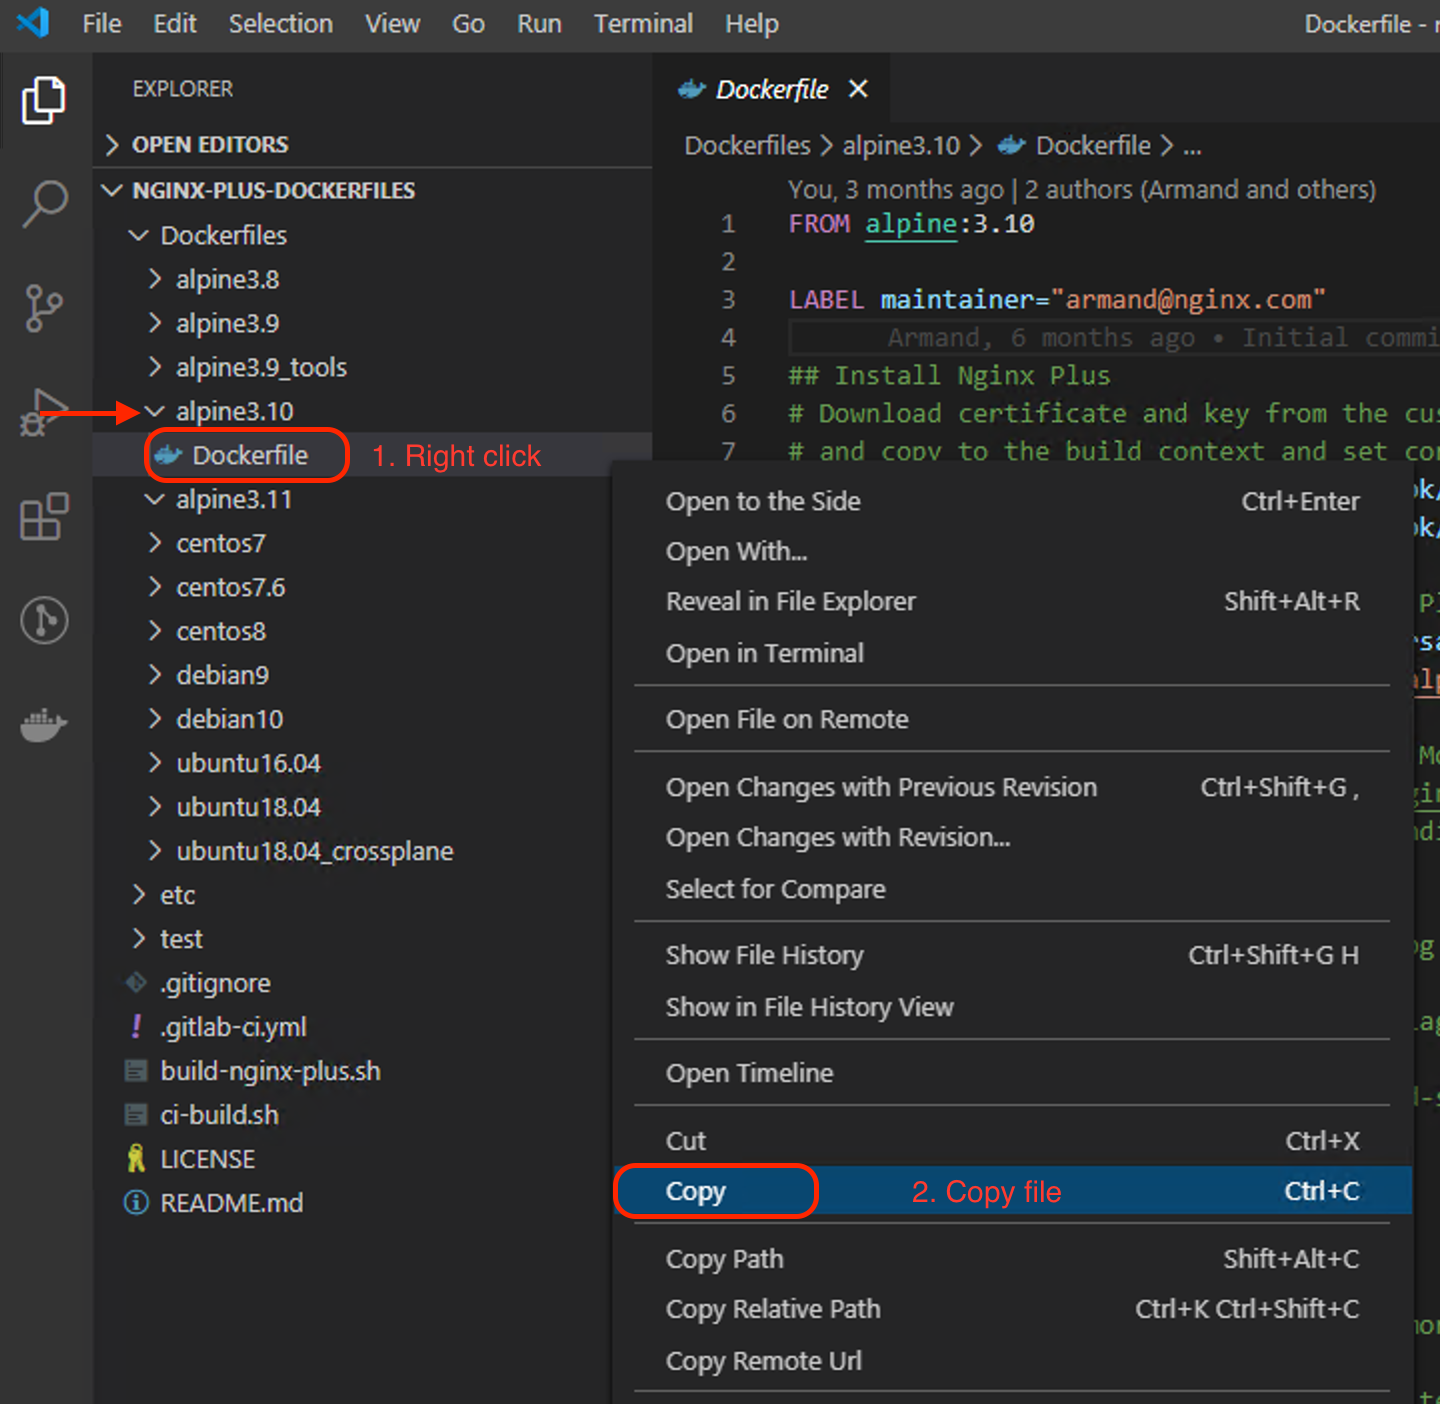 File Edit Selection View Go Run Terminal Help Dockerfile -
EXPLORER
OPEN EDITORS
NGINX-PLUS-DOCKERFILES
Dockerfiles
alpine3.8
alpine3.9
alpine3.9_tools
alpine3.10
Dockerfile 1. Right click
alpine3.11
centos7
centos7.6
centos8
debian9
debian10
ubuntu16.04
ubuntu18.04
ubuntu18.04_crossplane
etc
test
.gitignore
! .gitlab-ci.yml
build-nginx-plus.sh
ci-build.sh
LICENSE
README.md
Dockerfile ×
Dockerfiles > alpine3.10 > Dockerfile > ...
You, 3 months ago | 2 authors (Armand and others)
1 FROM alpine:3.10
2
3 LABEL maintainer="armand@nginx.com"
4 Armand, 6 months ago • Initial commi
5 ## Install Nginx Plus
6 # Download certificate and key from the cus
7 # and copy to the build context and set co
Open to the Side Ctrl+Enter
Open With...
Reveal in File Explorer Shift+Alt+R
Open in Terminal
Open File on Remote
Open Changes with Previous Revision Ctrl+Shift+G ,
Open Changes with Revision...
Select for Compare
Show File History Ctrl+Shift+G H
Show in File History View
Open Timeline
Cut Ctrl+X
Copy 2. Copy file Ctrl+C
Copy Path Shift+Alt+C
Copy Relative Path Ctrl+K Ctrl+Shift+C
Copy Remote Url